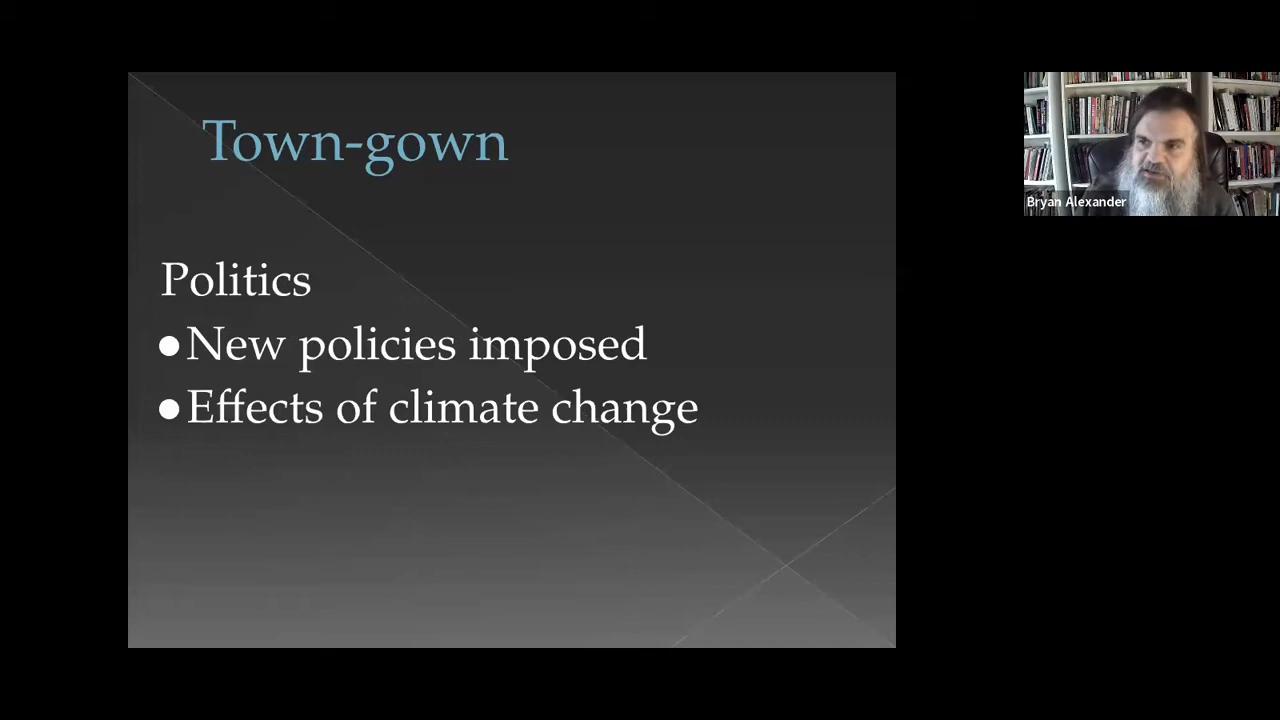 Town-gown
Politics
●New policies imposed
●Effects of climate change
Bryan Alexander